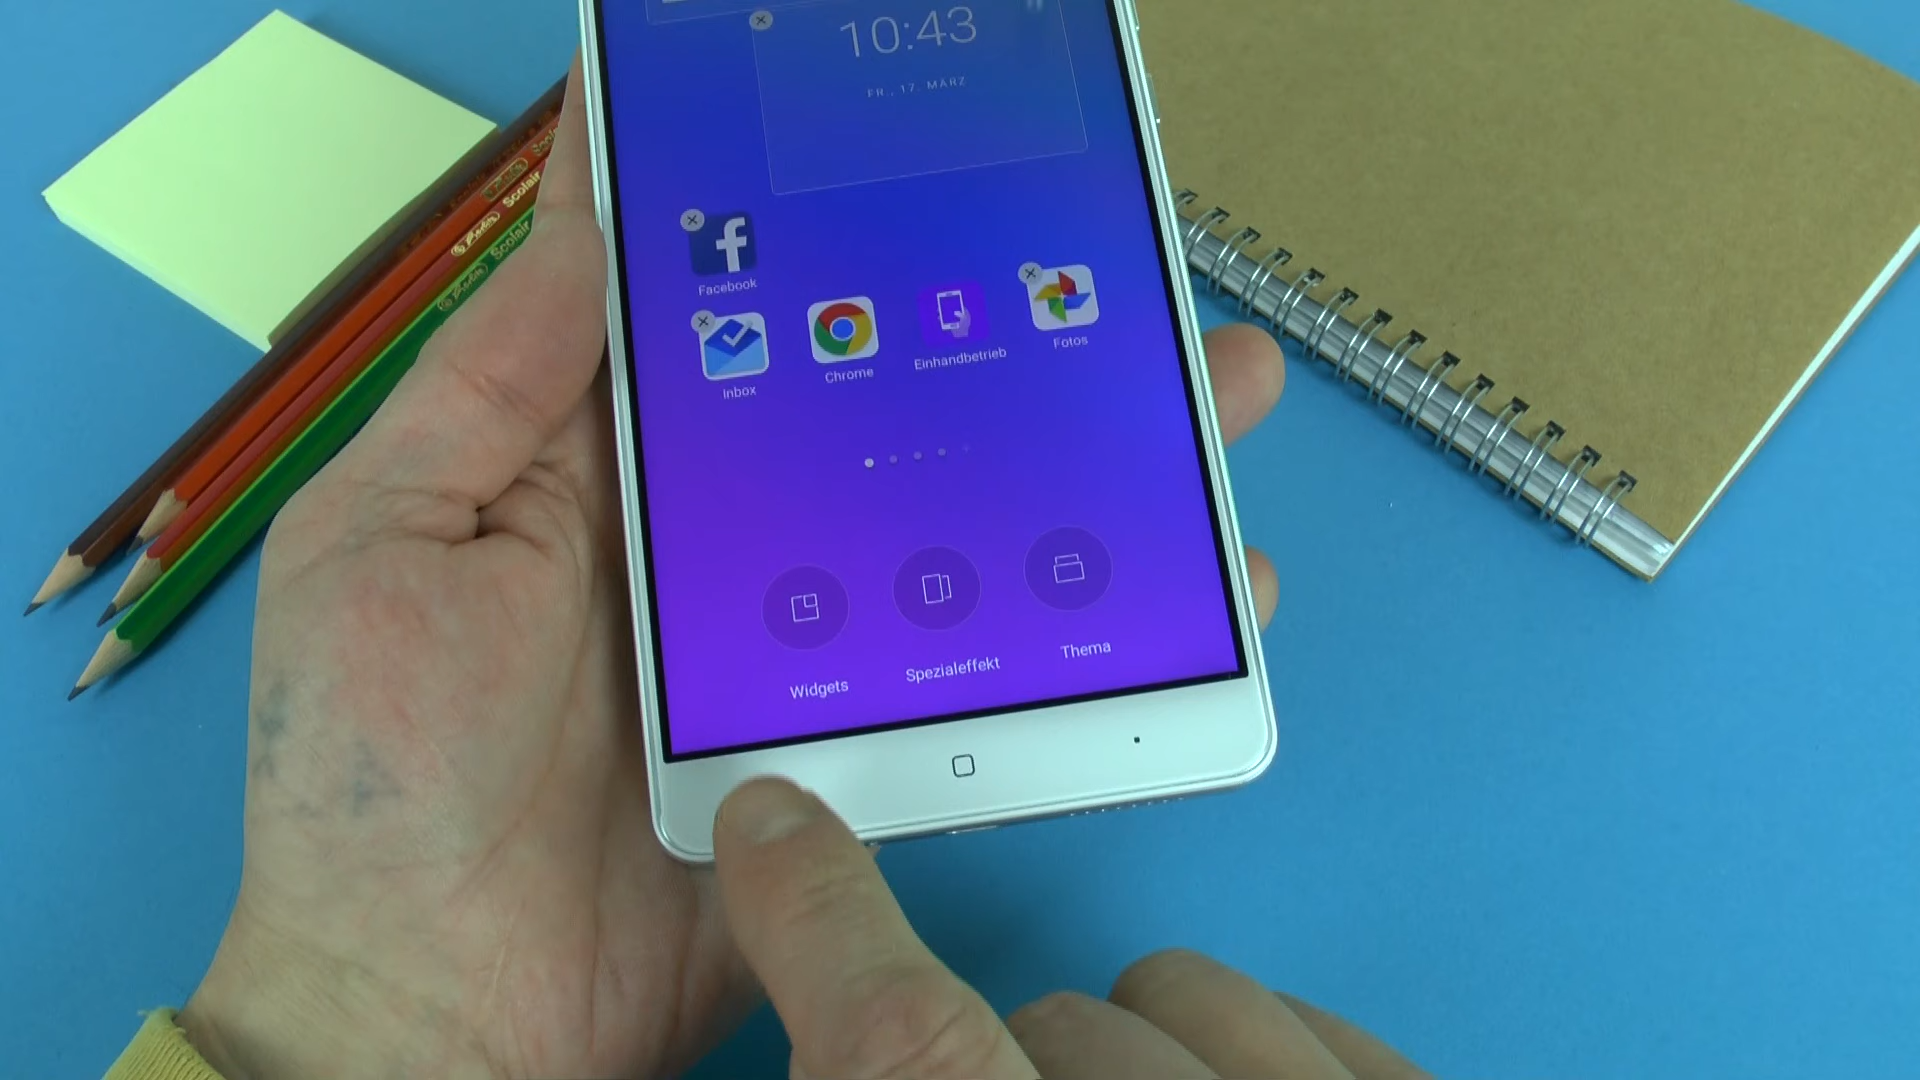 10:43
FR., 17. MÄRZ
Facebook
Inbox
Chrome
Einhandbetrieb
Fotos
Widgets
Spezialeffekt
Thema
Scolair
Scolair